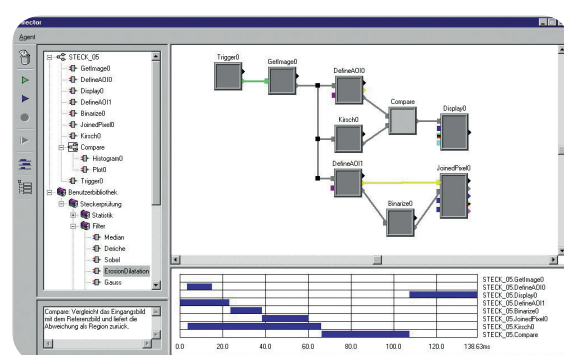 ector
Agent
STECK_05
GetImage0
DefineAOI0
Display0
DefineAOI1
Binarize0
JoinedPixel0
Kirsch0
Compare
Histogram0
Plot0
Trigger0
Benutzerbibliothek
Steckerprüfung
Statistik
Filter
Median
Deriche
Sobel
ErosionDilatation
Gauss
Compare: Vergleicht das Eingangsbild
mit dem Referenzbild und liefert die
Abweichung als Region zurück.
Trigger0
GetImage0
DefineAOI0
Compare
Display0
Kirsch0
DefineAOI1
JoinedPixel0
Binarize0
STECK_05.GetImage0
STECK_05.DefineAOI0
STECK_05.Display0
STECK_05.DefineAOI1
STECK_05.Binarize0
STECK_05.JoinedPixel0
STECK_05.Kirsch0
STECK_05.Compare
0.0 20.0 40.0 60.0 80.0 100.0 120.0 138.63ms